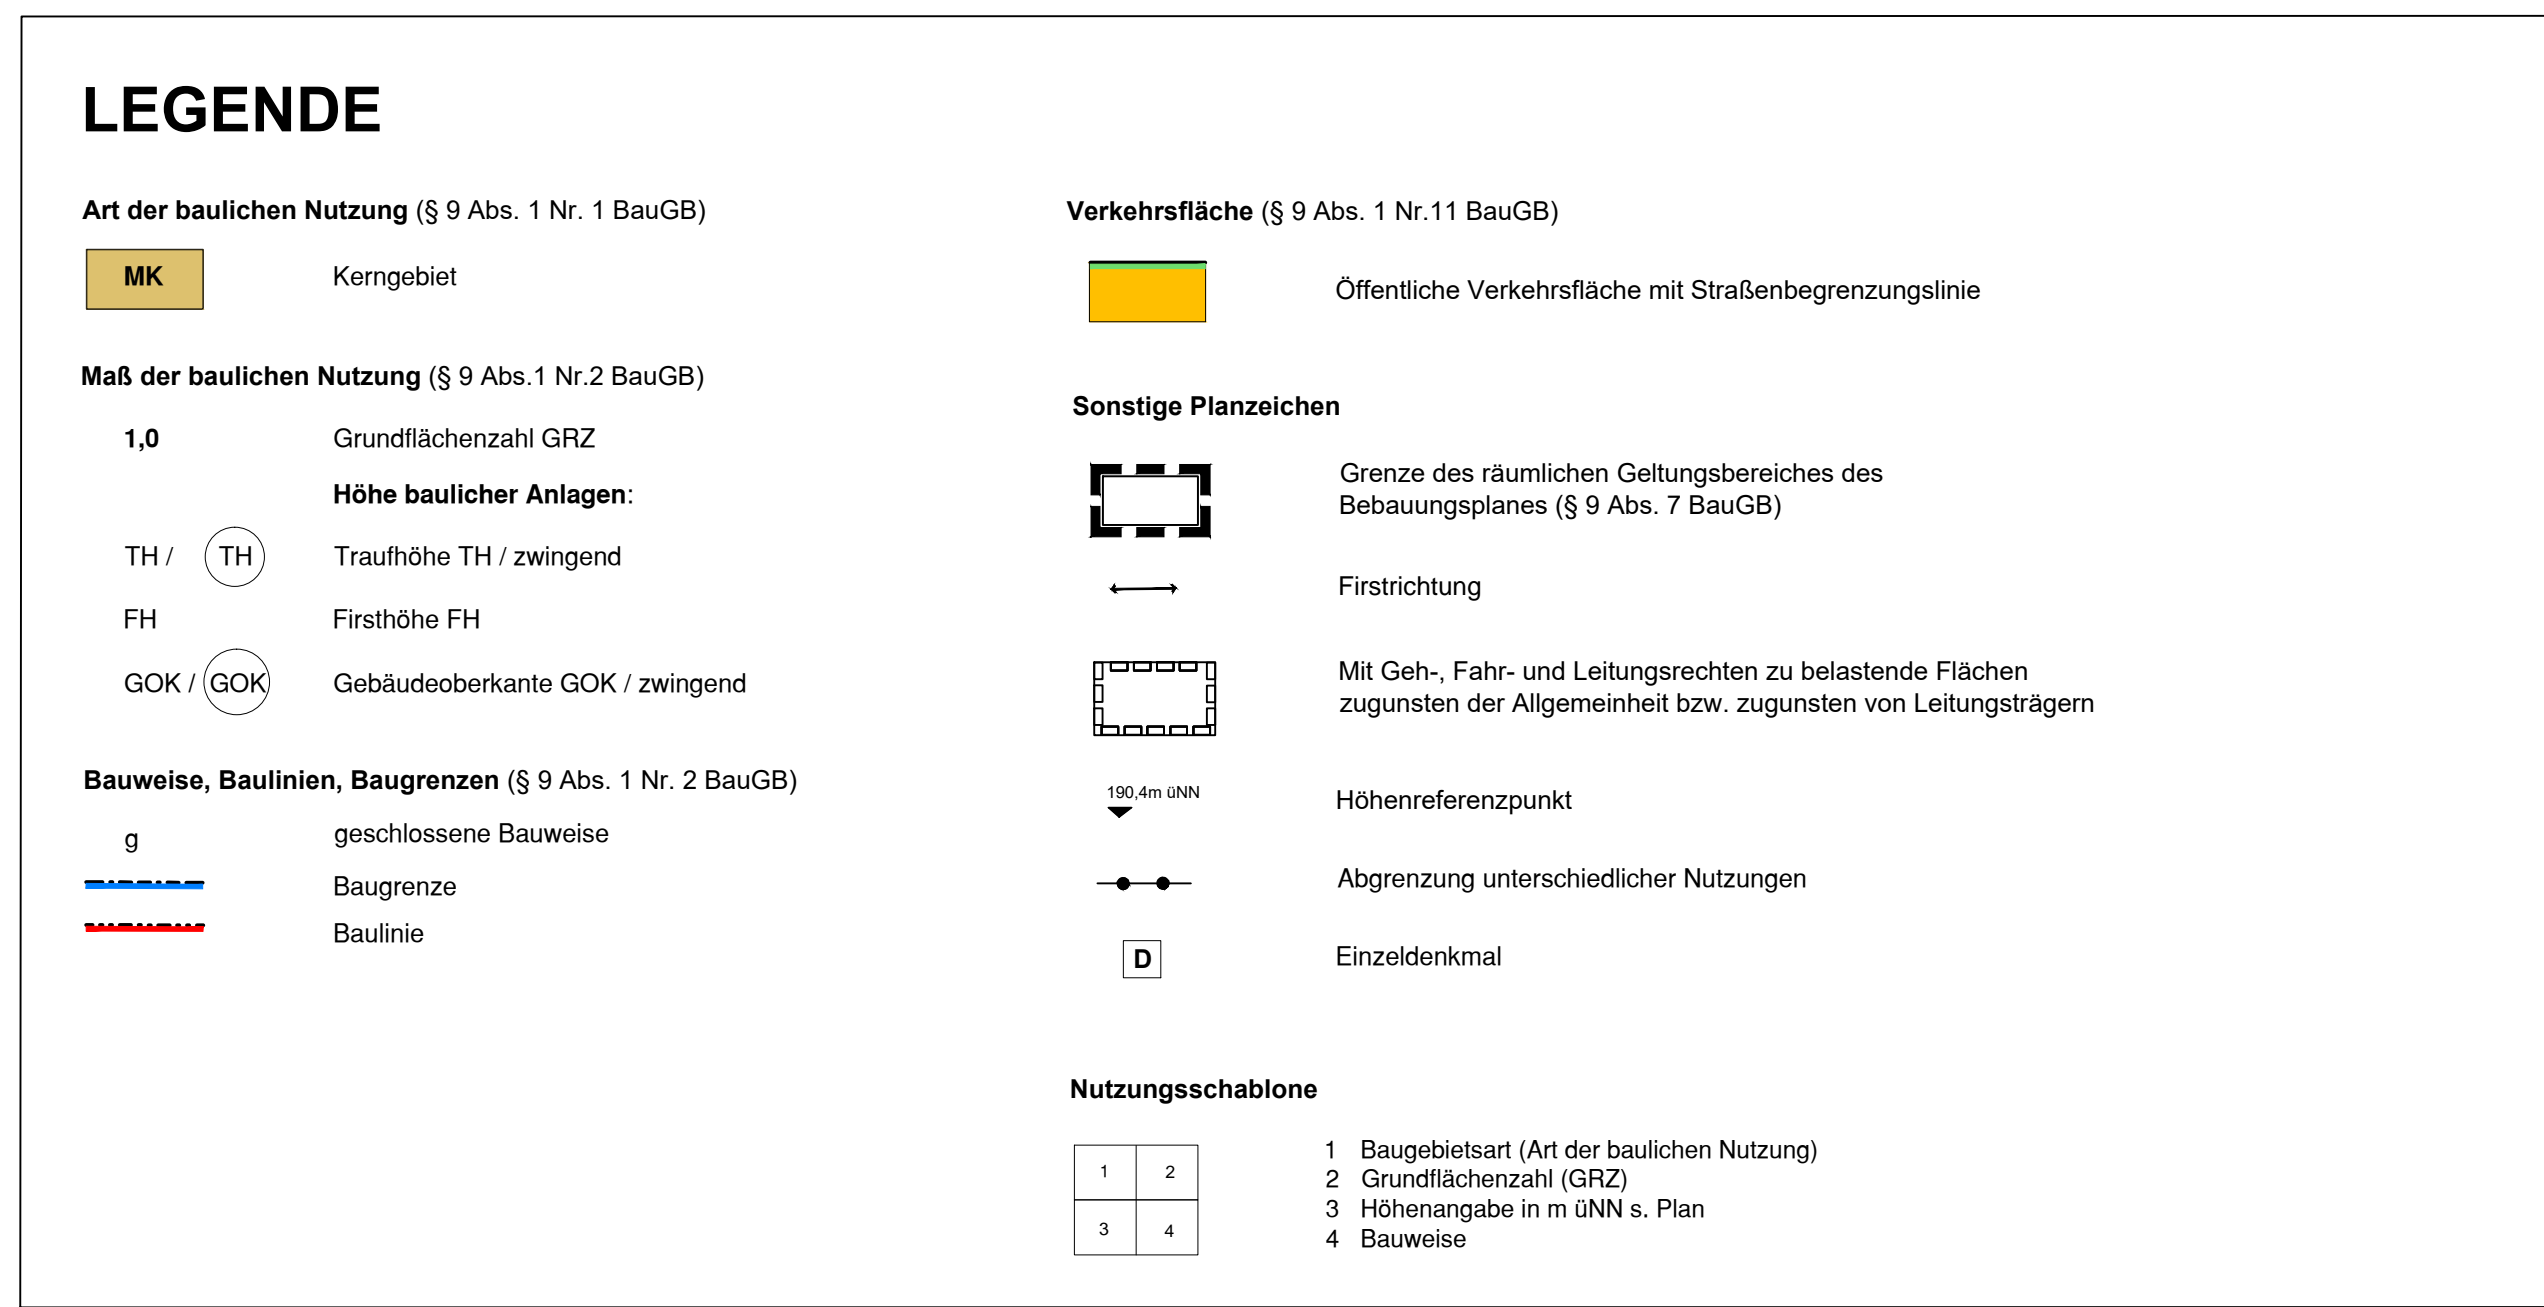 LEGENDE
Art der baulichen Nutzung (§ 9 Abs. 1 Nr. 1 BauGB)
MK Kerngebiet
Maß der baulichen Nutzung (§ 9 Abs.1 Nr.2 BauGB)
1,0 Grundflächenzahl GRZ
Höhe baulicher Anlagen:
TH / TH Traufhöhe TH / zwingend
FH Firsthöhe FH
GOK / GOK Gebäudeoberkante GOK / zwingend
Bauweise, Baulinien, Baugrenzen (§ 9 Abs. 1 Nr. 2 BauGB)
g geschlossene Bauweise
Baugrenze
Baulinie
Verkehrsfläche (§ 9 Abs. 1 Nr.11 BauGB)
Öffentliche Verkehrsfläche mit Straßenbegrenzungslinie
Sonstige Planzeichen
Grenze des räumlichen Geltungsbereiches des
Bebauungsplanes (§ 9 Abs. 7 BauGB)
Firstrichtung
Mit Geh-, Fahr- und Leitungsrechten zu belastende Flächen
zugunsten der Allgemeinheit bzw. zugunsten von Leitungsträgern
190,4m üNN Höhenreferenzpunkt
Abgrenzung unterschiedlicher Nutzungen
D Einzeldenkmal
Nutzungsschablone
1 2
3 4
1 Baugebietsart (Art der baulichen Nutzung)
2 Grundflächenzahl (GRZ)
3 Höhenangabe in m üNN s. Plan
4 Bauweise